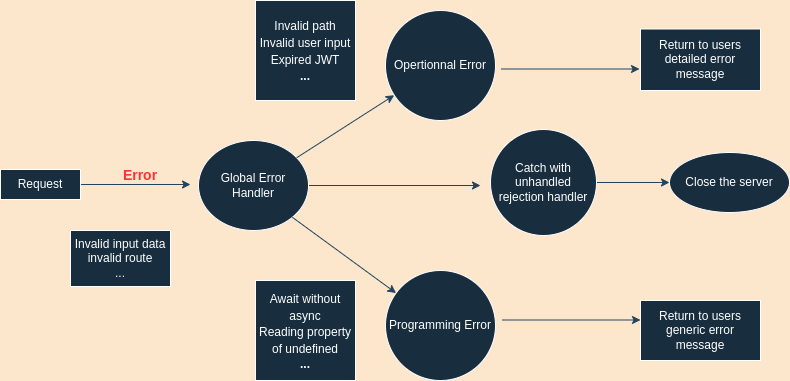 Invalid path
Invalid user input
Expired JWT
...
Opertionnal Error
Return to users
detailed error
message
Request
Error
Global Error
Handler
Catch with
unhandled
rejection handler
Close the server
Invalid input data
invalid route
...
Await without
async
Reading property
of undefined
...
Programming Error
Return to users
generic error
message